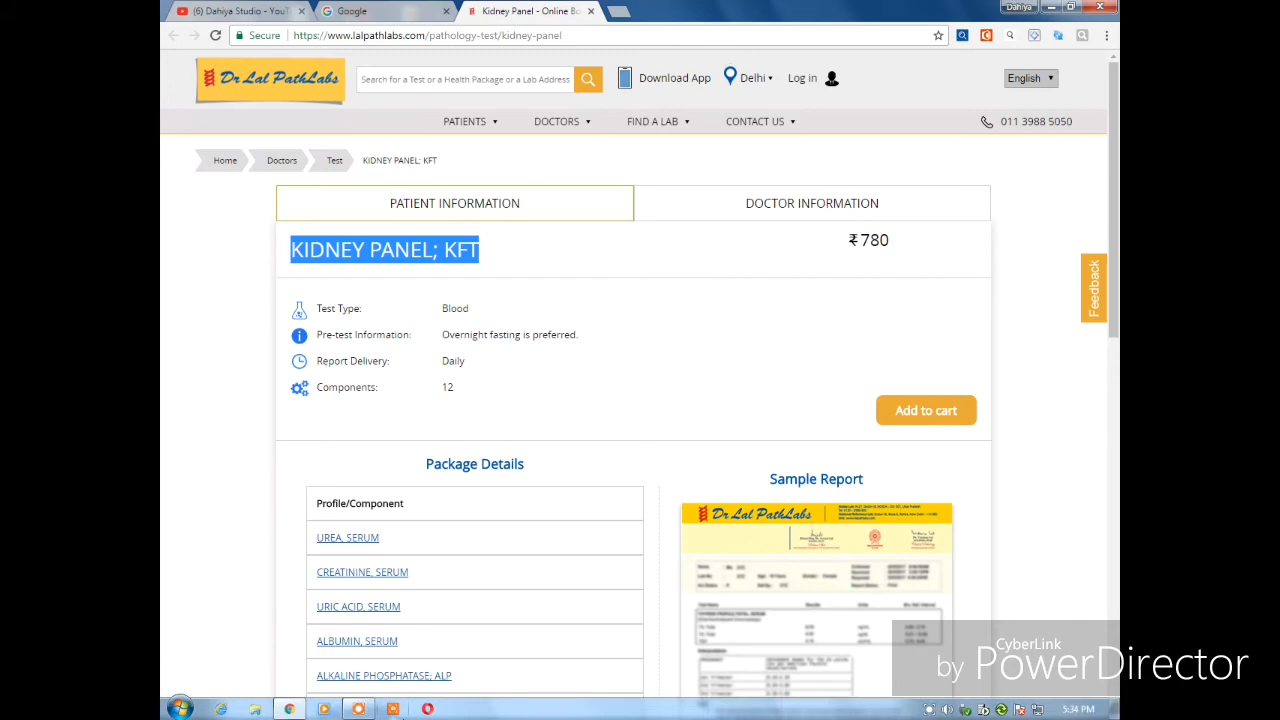 (6) Dahiya Studio - YouT
Google
Kidney Panel - Online Bo
Dahiya
Secure
https://www.lalpathlabs.com/pathology-test/kidney-panel
Dr Lal PathLabs
Search for a Test or a Health Package or a Lab Address
Download App
Delhi
Log in
English
PATIENTS
DOCTORS
FIND A LAB
CONTACT US
011 3988 5050
Home
Doctors
Test
KIDNEY PANEL; KFT
PATIENT INFORMATION
DOCTOR INFORMATION
KIDNEY PANEL; KFT
₹780
Feedback
Test Type: Blood
Pre-test Information: Overnight fasting is preferred.
Report Delivery: Daily
Components: 12
Add to cart
Package Details
Sample Report
Profile/Component
UREA, SERUM
CREATININE, SERUM
URIC ACID, SERUM
ALBUMIN, SERUM
ALKALINE PHOSPHATASE; ALP
Dr Lal PathLabs
CyberLink
by PowerDirector
5:34 PM